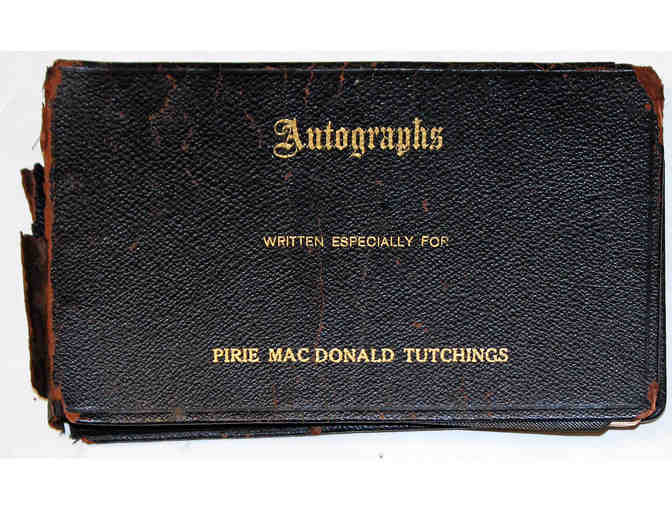 Autographs
WRITTEN ESPECIALLY FOR
PIRIE MAC DONALD TUTCHINGS